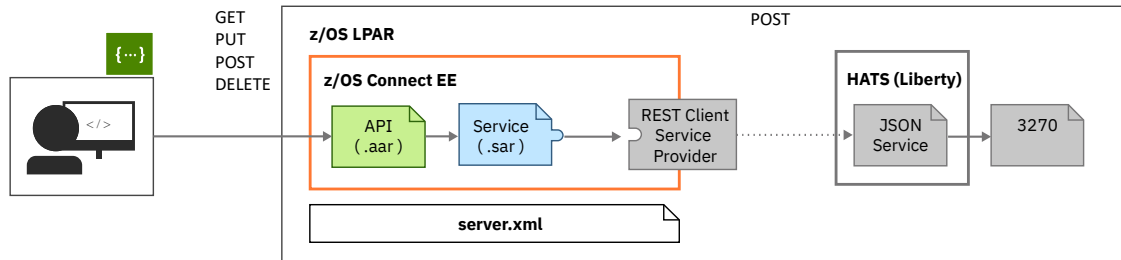 GET
PUT
POST
DELETE
POST
z/OS LPAR
{···}
z/OS Connect EE
HATS (Liberty)
</>
API
( .aar )
Service
( .sar )
REST Client
Service
Provider
JSON
Service
3270
server.xml